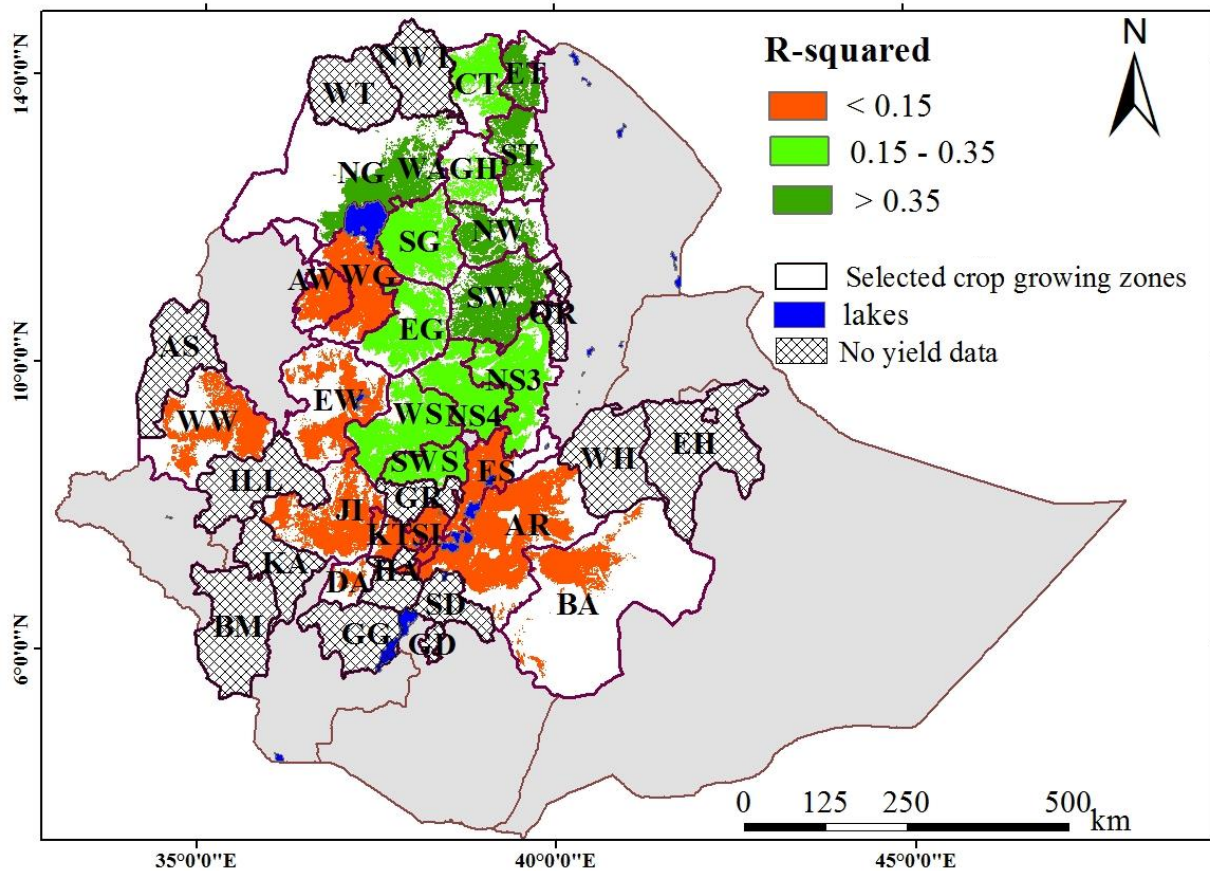 N
R-squared
< 0.15
0.15 - 0.35
> 0.35
Selected crop growing zones
lakes
No yield data
14°0'0"N
10°0'0"N
6°0'0"N
NWT
WT
CT
ET
NG
WAGH
ST
SG
NW
AW
WG
SW
OR
EG
AS
EW
NS3
WW
WS
NS4
WH
EH
ILL
SWS
ES
GR
JI
KTSI
AR
KA
DA
HA
SD
BA
BM
GG
GD
0 125 250 500
km
35°0'0"E 40°0'0"E 45°0'0"E